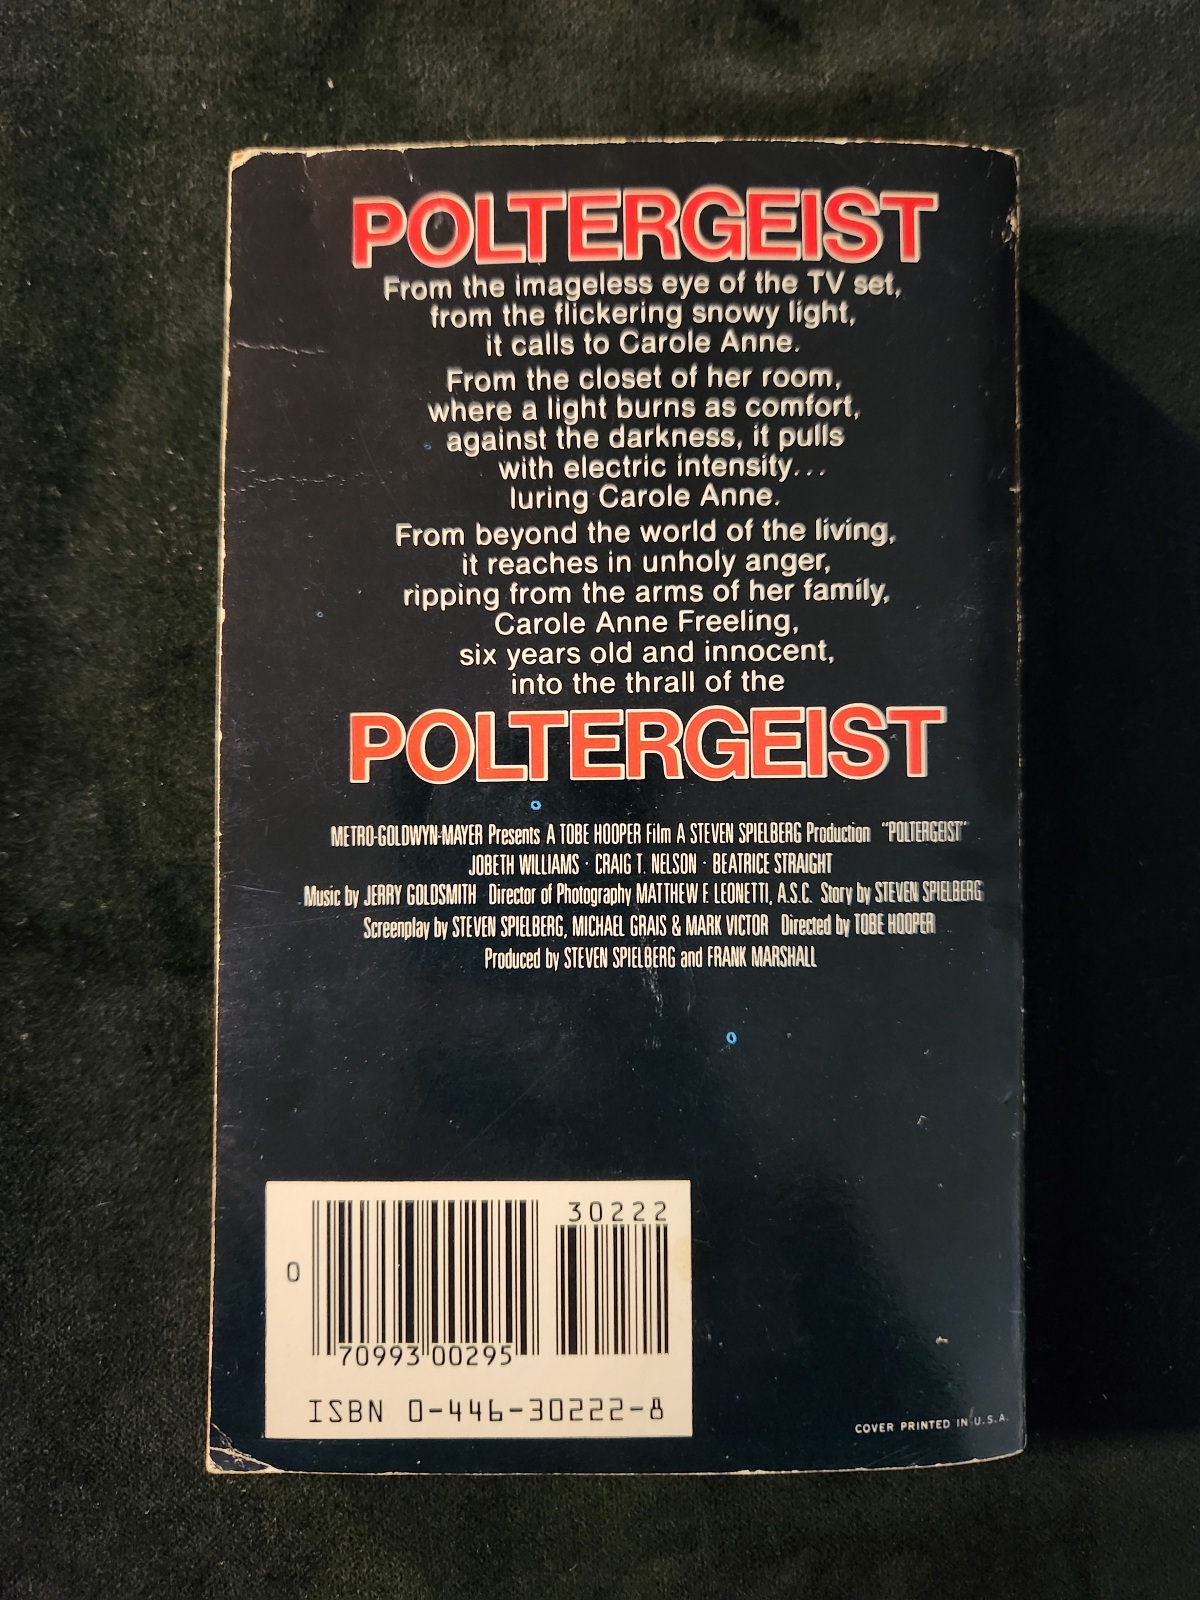 POLTERGEIST
From the imageless eye of the TV set,
from the flickering snowy light,
it calls to Carole Anne.
From the closet of her room,
where a light burns as comfort,
against the darkness, it pulls
with electric intensity...
luring Carole Anne.
From beyond the world of the living,
it reaches in unholy anger,
ripping from the arms of her family,
Carole Anne Freeling,
six years old and innocent,
into the thrall of the
POLTERGEIST
METRO-GOLDWYN-MAYER Presents A TOBE HOOPER Film A STEVEN SPIELBERG Production "POLTERGEIST"
JOBETH WILLIAMS · CRAIG T. NELSON · BEATRICE STRAIGHT
Music by JERRY GOLDSMITH Director of Photography MATTHEW F. LEONETTI, A.S.C. Story by STEVEN SPIELBERG
Screenplay by STEVEN SPIELBERG, MICHAEL GRAIS & MARK VICTOR Directed by TOBE HOOPER
Produced by STEVEN SPIELBERG and FRANK MARSHALL
30222
0
70993 00295
ISBN 0-446-30222-8
COVER PRINTED IN U.S.A.